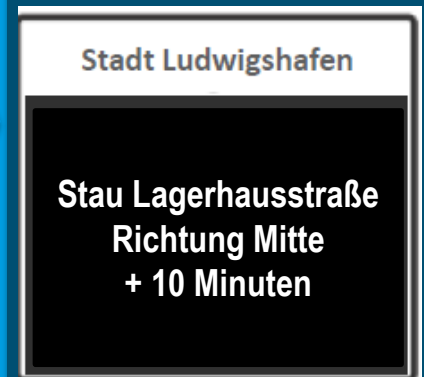 Stadt Ludwigshafen
Stau Lagerhausstraße
Richtung Mitte
+ 10 Minuten